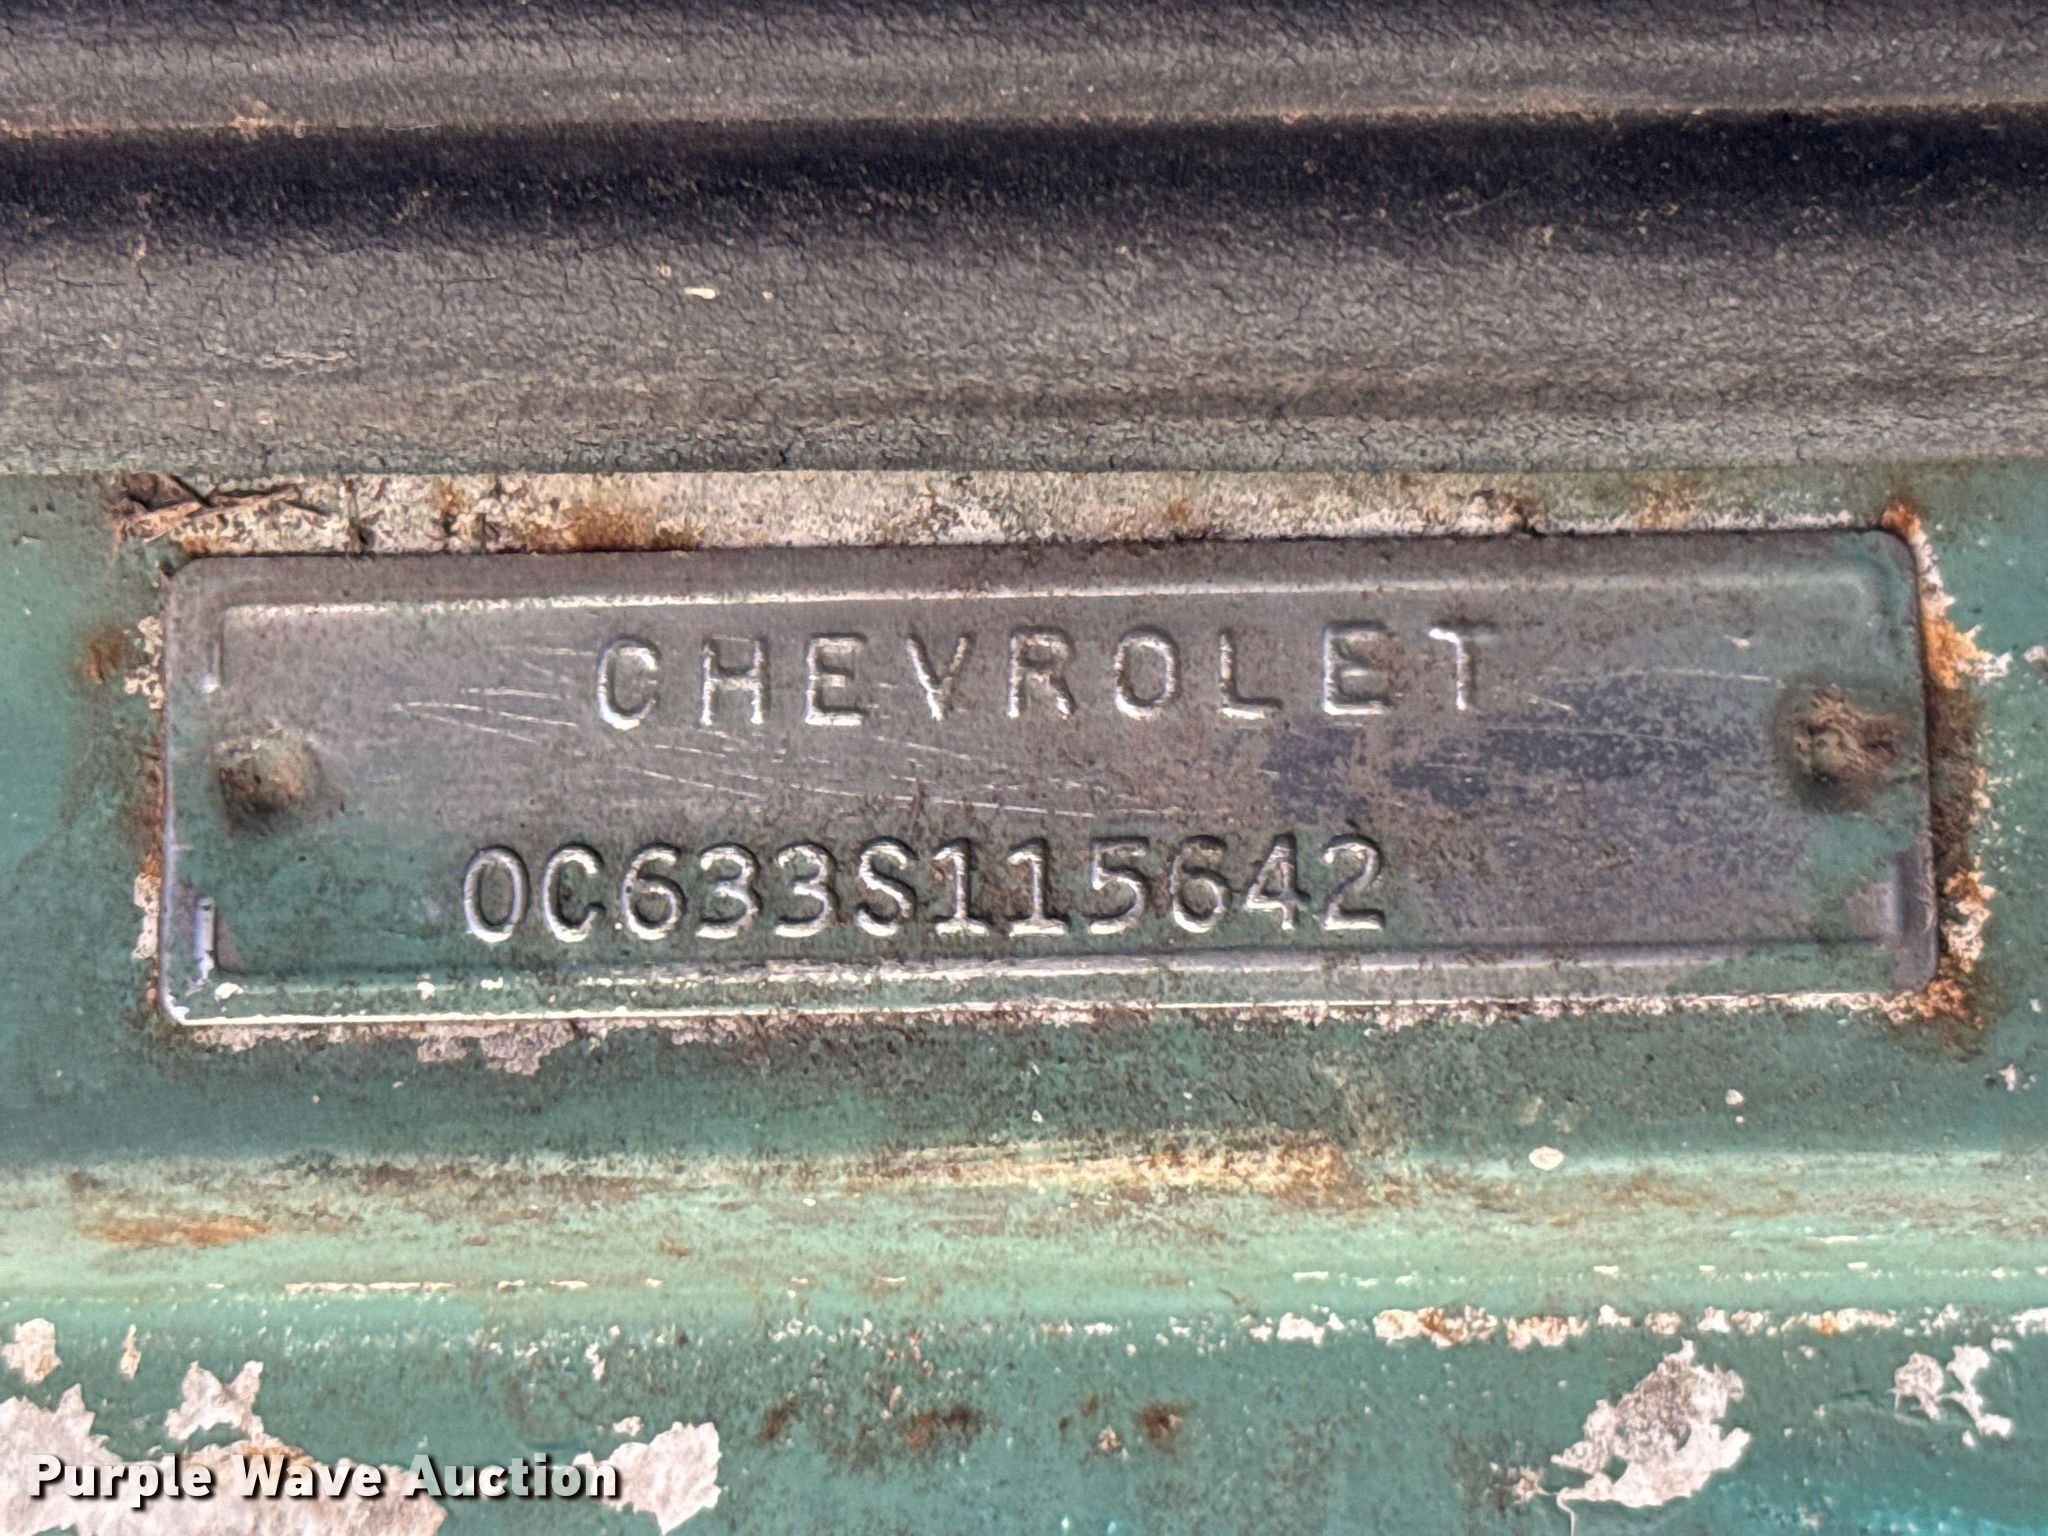 CHEVROLET
0C633S115642
Purple Wave Auction